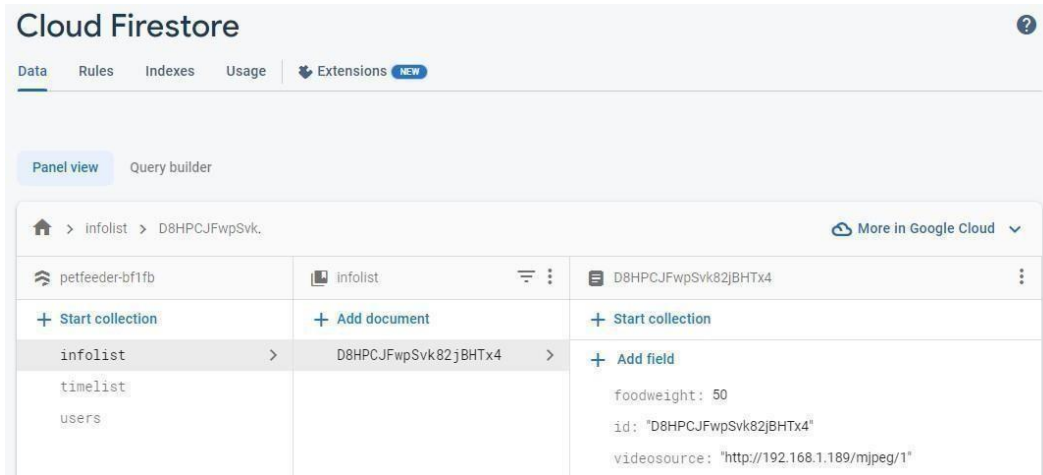 Cloud Firestore
Data Rules Indexes Usage Extensions NEW
Panel view Query builder
infolist > D8HPCJFwpSvk. More in Google Cloud
petfeeder-bf1fb infolist D8HPCJFwpSvk82jBHTx4
+ Start collection + Add document + Start collection
infolist > D8HPCJFwpSvk82jBHTx4 > + Add field
timelist
foodweight: 50
users
id: "D8HPCJFwpSvk82jBHTx4"
videosource: "http://192.168.1.189/mjpeg/1"